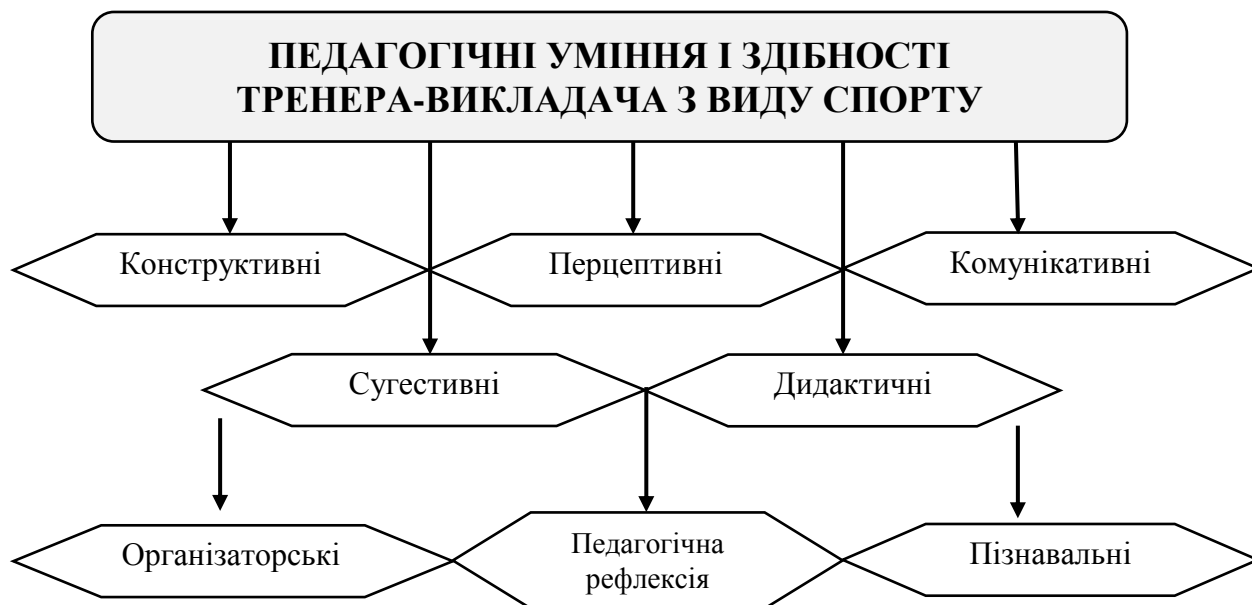 ПЕДАГОГІЧНІ УМІННЯ І ЗДІБНОСТІ
ТРЕНЕРА-ВИКЛАДАЧА З ВИДУ СПОРТУ
Конструктивні
Перцептивні
Комунікативні
Сугестивні
Дидактичні
Організаторські
Педагогічна
рефлексія
Пізнавальні